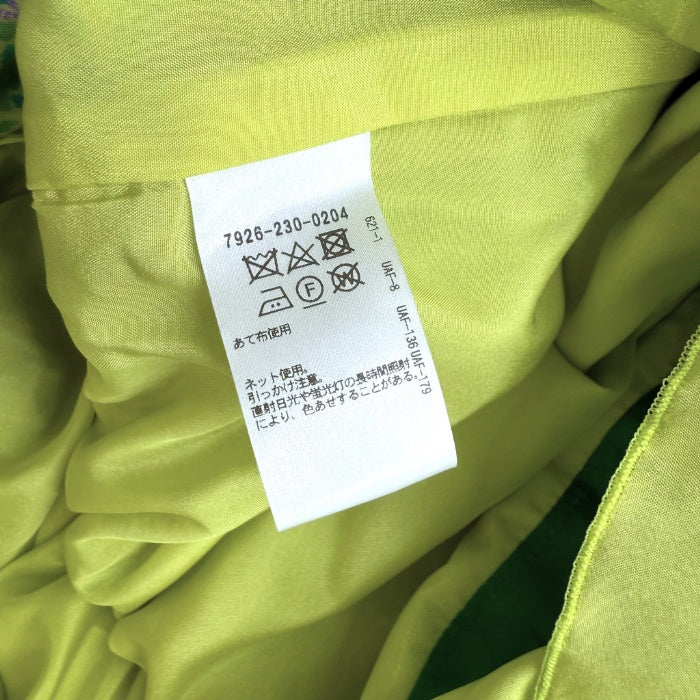 7926-230-0204
F
W
あて布使用
ネット使用。
引っかけ注意。
直射日光や蛍光灯の長時間照射
により、色あせすることがある。
621-1
UAF-8
UAF-136
UAF-179